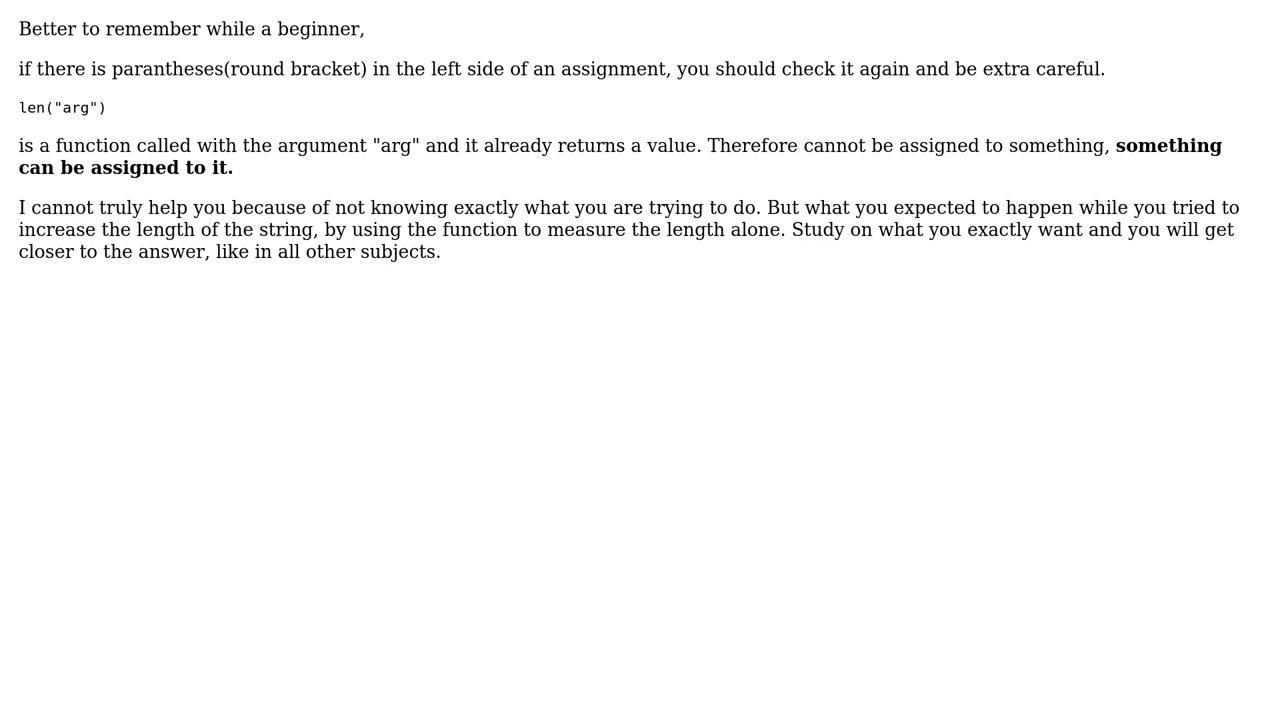 Better to remember while a beginner,
if there is parantheses(round bracket) in the left side of an assignment, you should check it again and be extra careful.
len("arg")
is a function called with the argument "arg" and it already returns a value. Therefore cannot be assigned to something, something
can be assigned to it.
I cannot truly help you because of not knowing exactly what you are trying to do. But what you expected to happen while you tried to
increase the length of the string, by using the function to measure the length alone. Study on what you exactly want and you will get
closer to the answer, like in all other subjects.